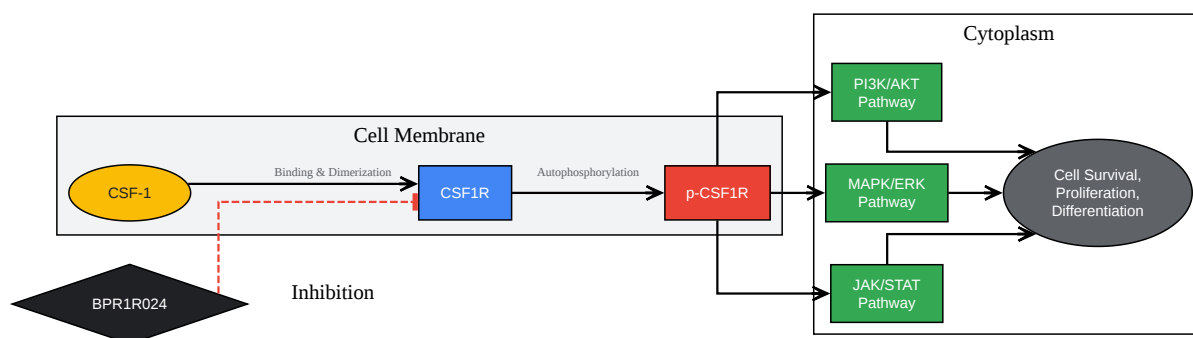 Cytoplasm
PI3K/AKT
Pathway
Cell Membrane
Binding & Dimerization
Autophosphorylation
CSF-1
CSF1R
p-CSF1R
MAPK/ERK
Pathway
Cell Survival,
Proliferation,
Differentiation
BPR1R024
Inhibition
JAK/STAT
Pathway